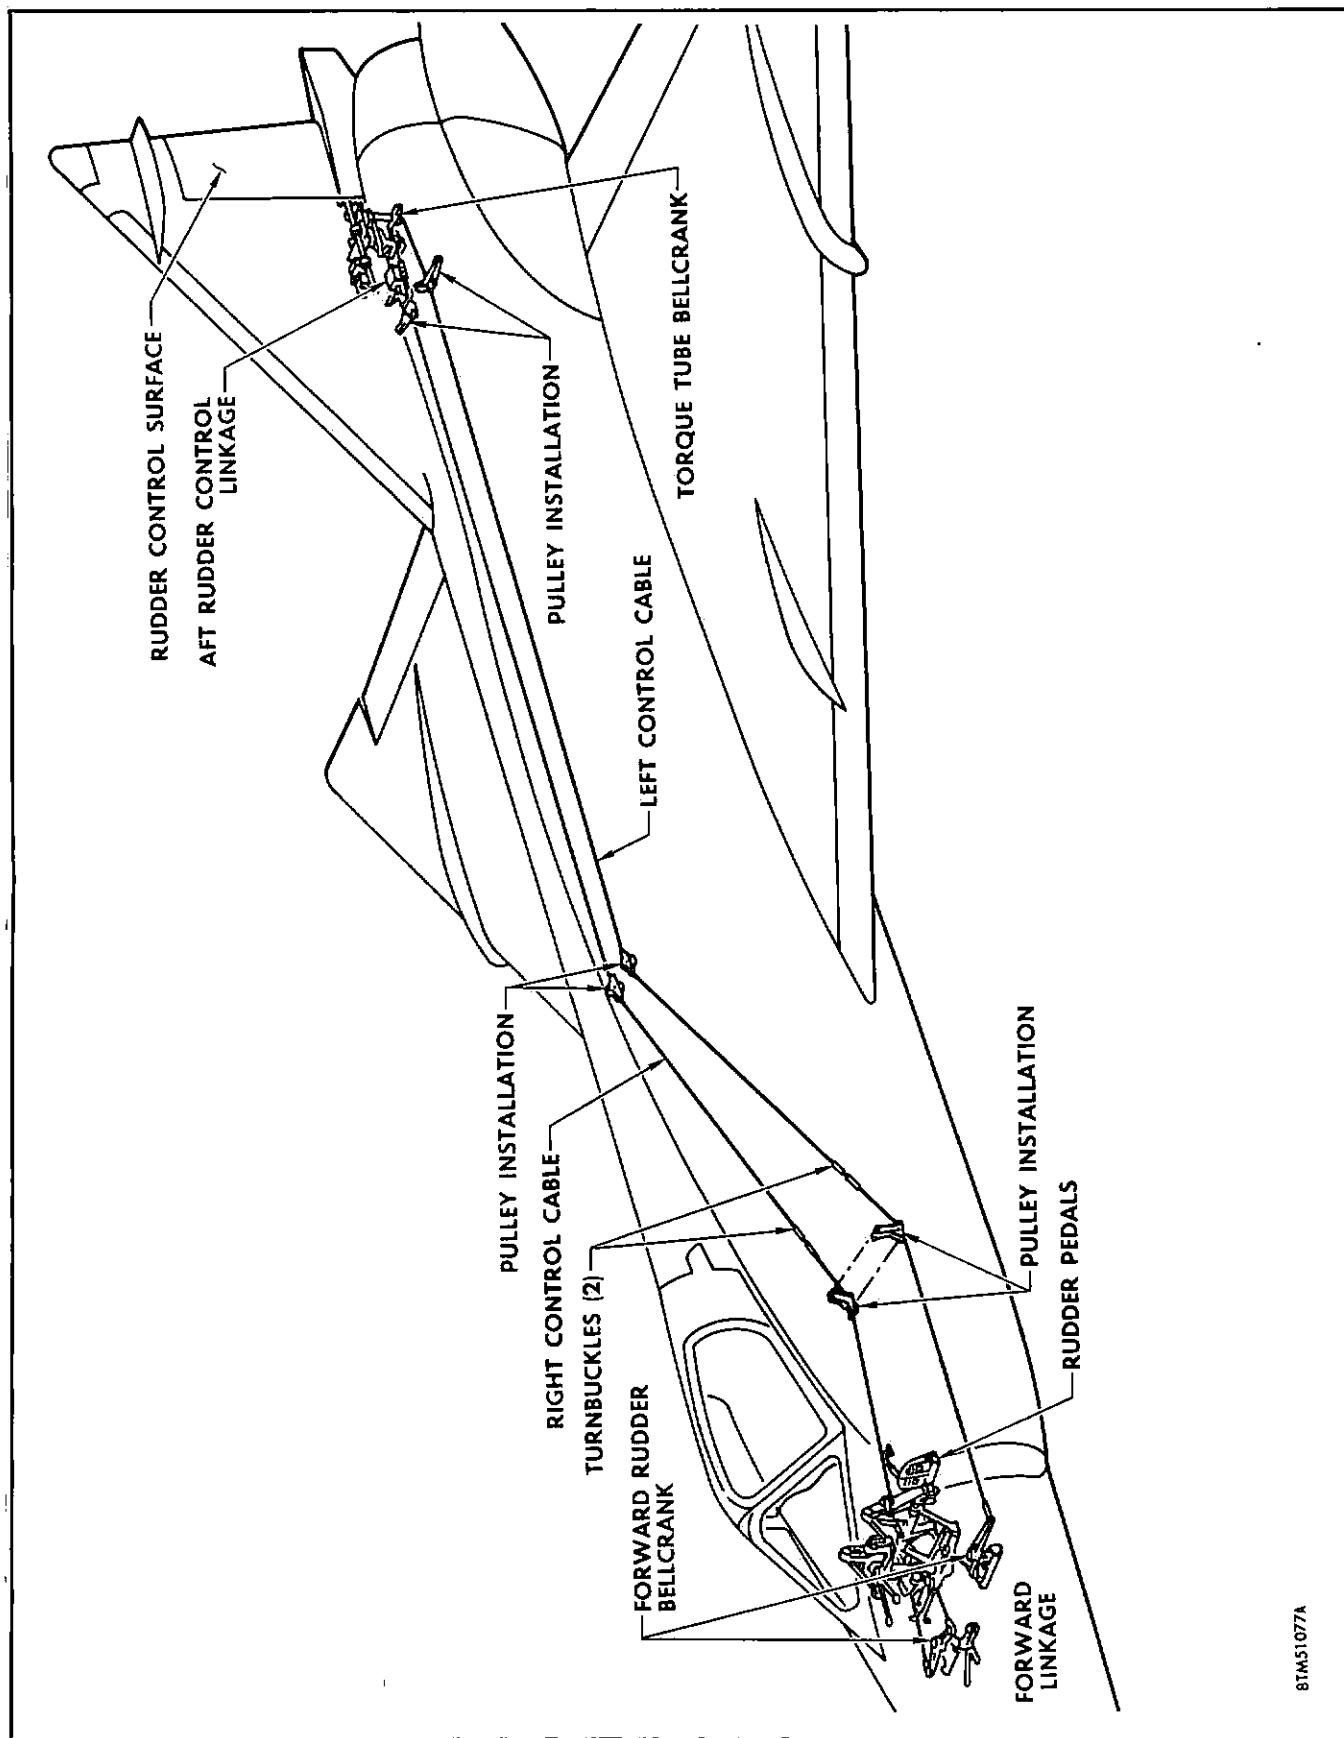 RUDDER CONTROL SURFACE
AFT RUDDER CONTROL
LINKAGE
PULLEY INSTALLATION
TORQUE TUBE BELLCRANK
LEFT CONTROL CABLE
PULLEY INSTALLATION
RIGHT CONTROL CABLE
TURNBUCKLES (2)
FORWARD RUDDER
BELLCRANK
PULLEY INSTALLATION
RUDDER PEDALS
FORWARD
LINKAGE
8TM51077A